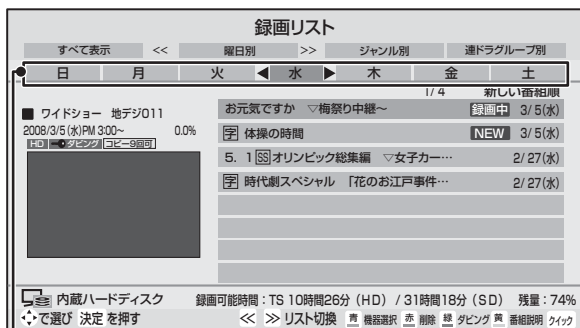 録画リスト
すべて表示 << 曜日別 >> ジャンル別 連ドラグループ別
日 月 火 ◀ 水 ▶ 木 金 土
1/4 新しい番組順
■ ワイドショー 地デジ011
2008/3/5(水)PM 3:00~ 0.0%
HD ダビング コピー9回可
お元気ですか ▽梅祭り中継~ 録画中 3/5(水)
字 体操の時間 NEW 3/5(水)
5.1SSオリンピック総集編 ▽女子カー… 2/27(水)
字 時代劇スペシャル 「花のお江戸事件… 2/27(水)
内蔵ハードディスク 録画可能時間:TS 10時間26分(HD)/31時間18分(SD) 残量:74%
で選び 決定 を押す ≪ ≫ リスト切換 青 機器選択 赤 削除 緑 ダビング 黄 番組説明 クイック